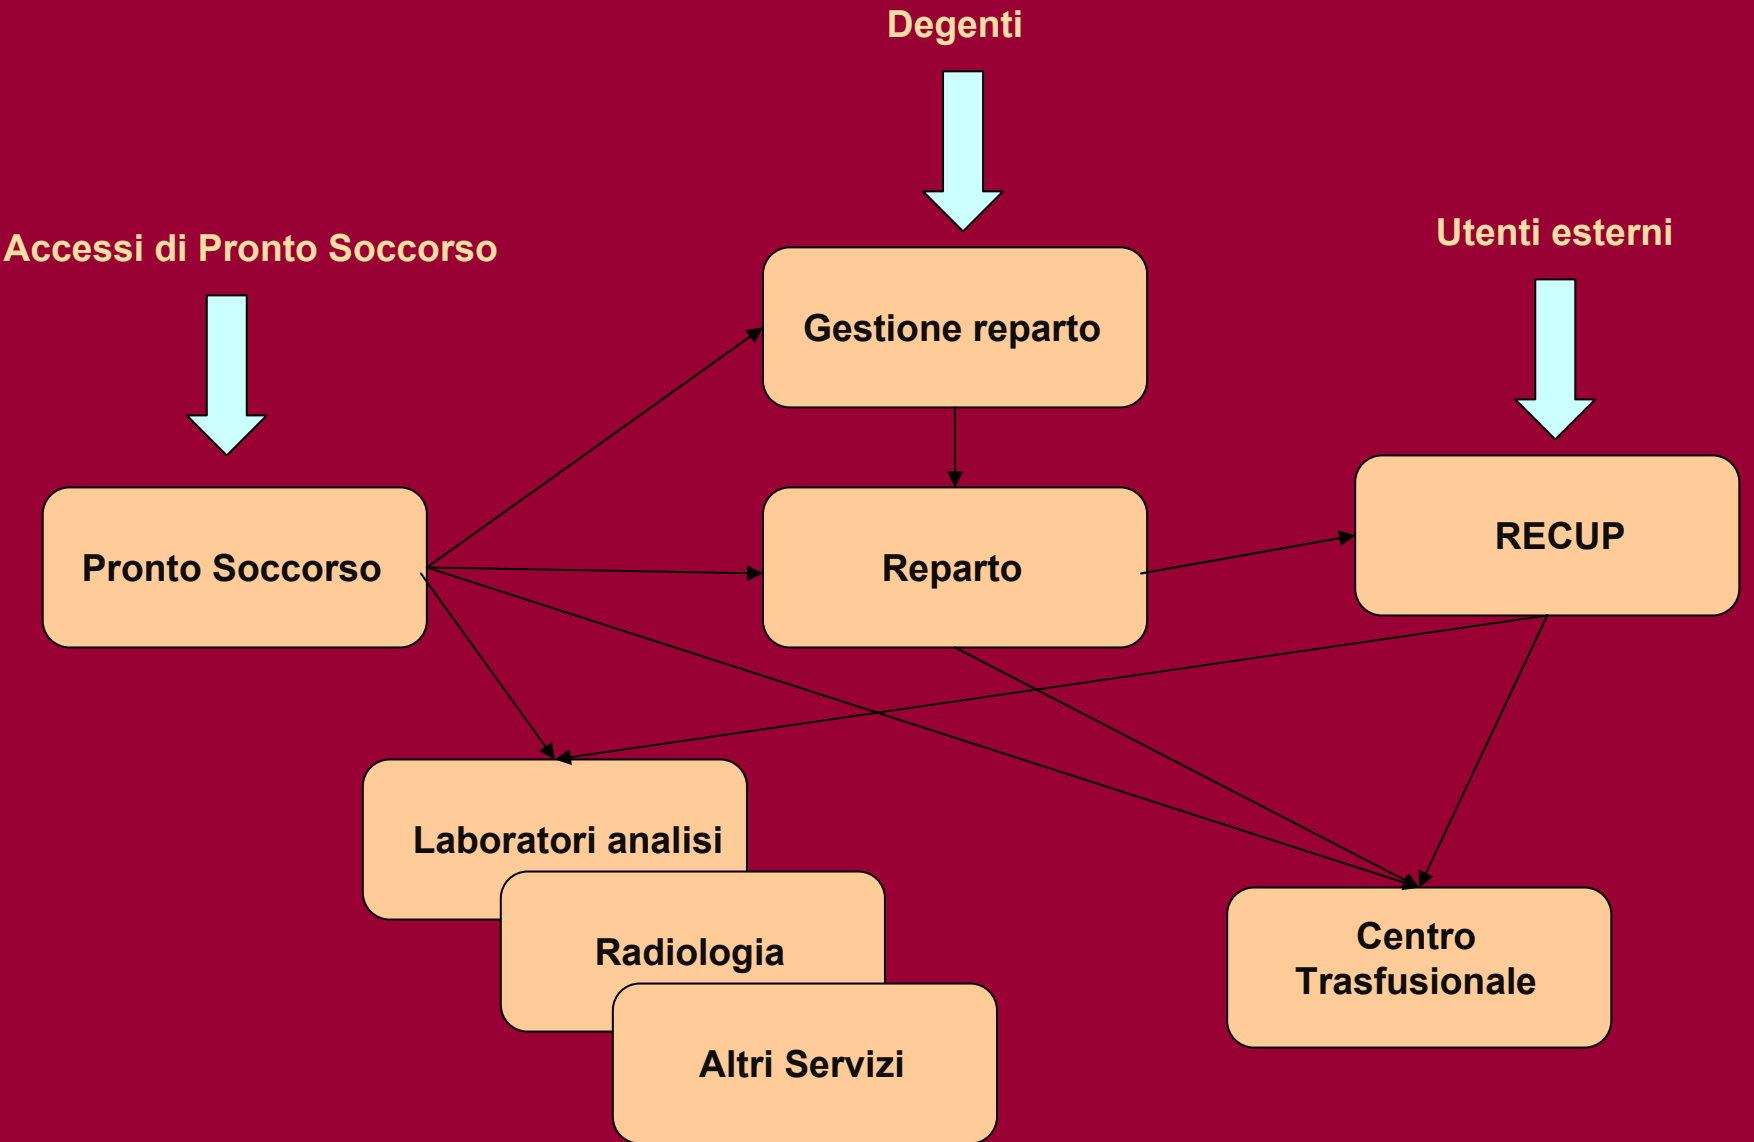 Degenti
Accessi di Pronto Soccorso
Utenti esterni
Gestione reparto
Pronto Soccorso
Reparto
RECUP
Laboratori analisi
Radiologia
Altri Servizi
Centro
Trasfusionale